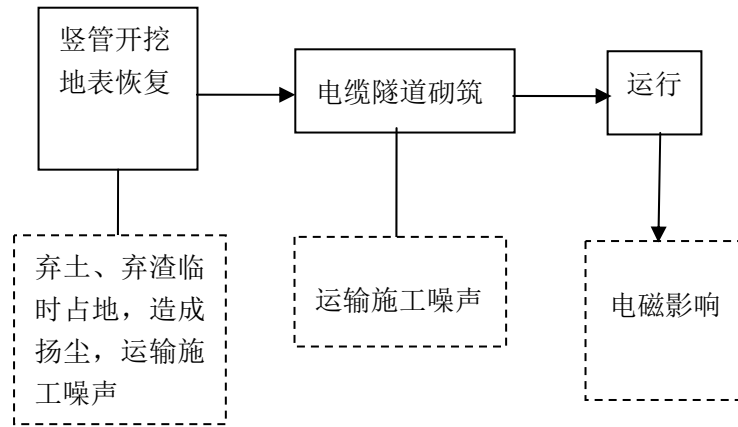 竖管开挖
地表恢复
电缆隧道砌筑
运行
弃土、弃渣临
时占地，造成
扬尘，运输施
工噪声
运输施工噪声
电磁影响